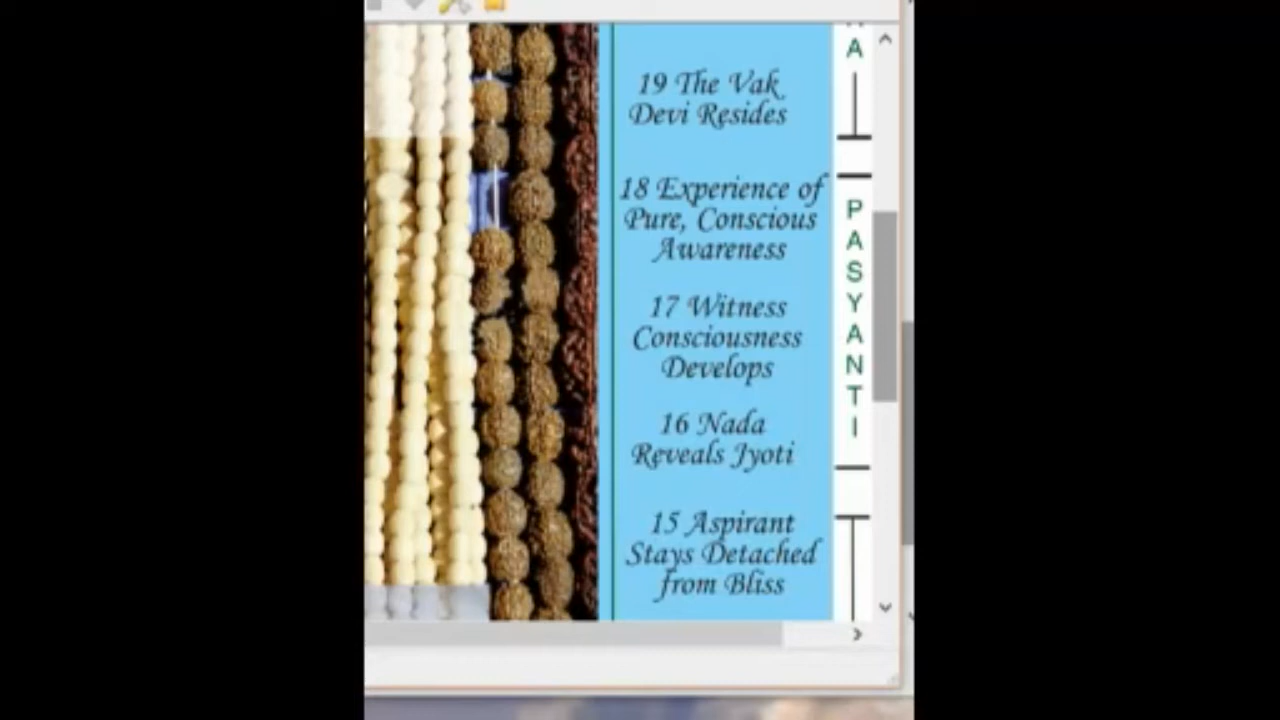 19 The Vak
Devi Resides
18 Experience of
Pure, Conscious
Awareness
17 Witness
Consciousness
Develops
16 Nada
Reveals Jyoti
15 Aspirant
Stays Detached
from Bliss
A
PASYANTI